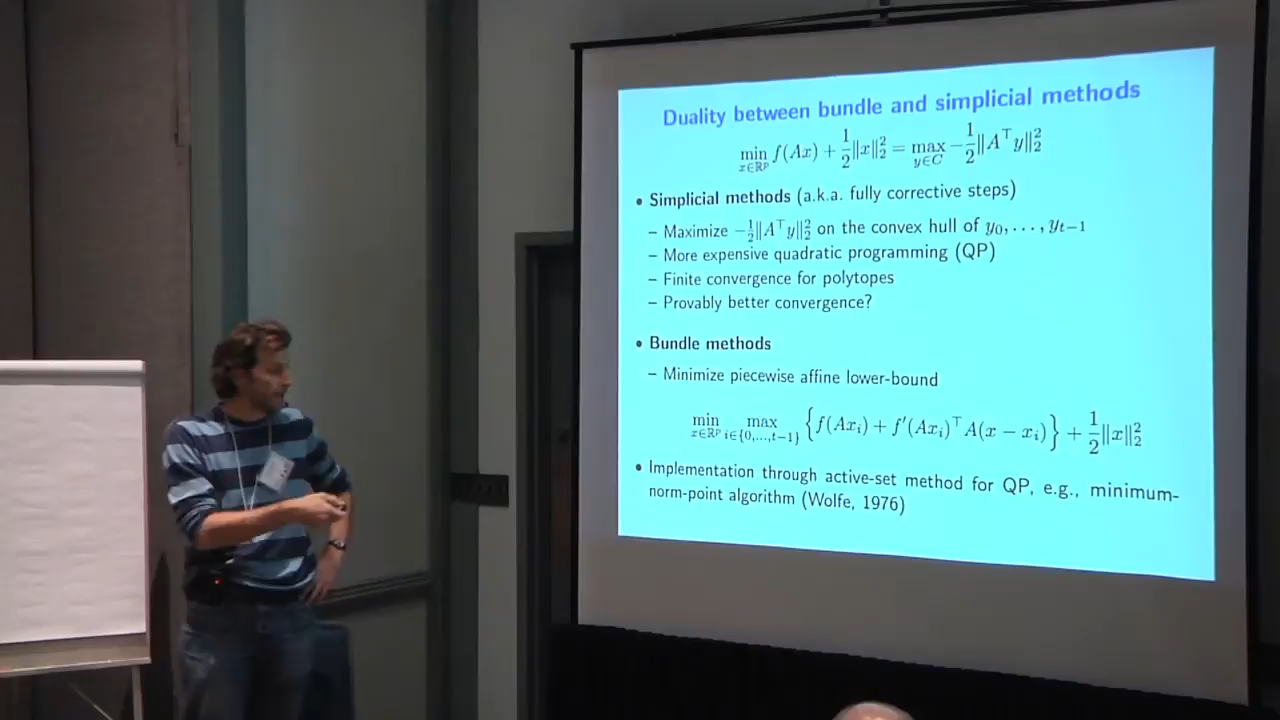 Duality between bundle and simplicial methods
min_{x∈ℝ^p} f(Ax) + 1/2‖x‖₂² = max_{y∈C} −1/2‖A^⊤y‖₂²
• Simplicial methods (a.k.a. fully corrective steps)
– Maximize −1/2‖A^⊤y‖₂² on the convex hull of y₀, . . . , y_{t−1}
– More expensive quadratic programming (QP)
– Finite convergence for polytopes
– Provably better convergence?
• Bundle methods
– Minimize piecewise affine lower-bound
min_{x∈ℝ^p} max_{i∈{0,...,t−1}} {f(Ax_i) + f′(Ax_i)^⊤A(x − x_i)} + 1/2‖x‖₂²
• Implementation through active-set method for QP, e.g., minimum-
norm-point algorithm (Wolfe, 1976)